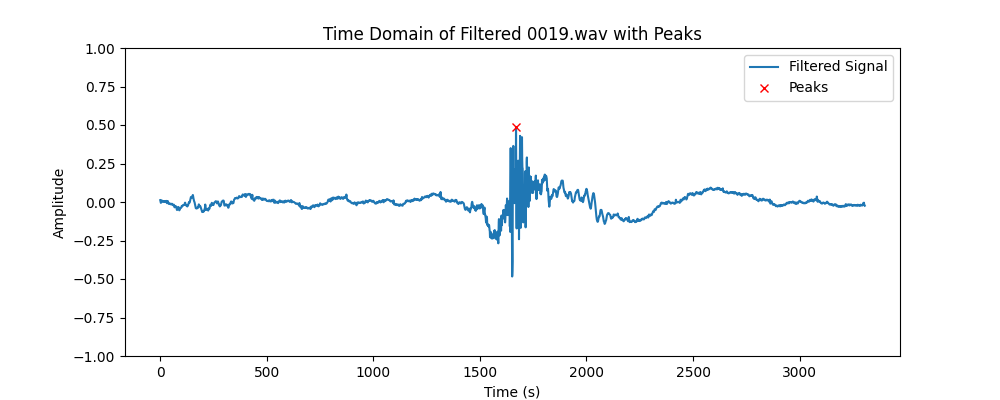 Time Domain of Filtered 0019.wav with Peaks
1.00
0.75
0.50
0.25
0.00
−0.25
−0.50
−0.75
−1.00
Amplitude
Filtered Signal
Peaks
0 500 1000 1500 2000 2500 3000
Time (s)